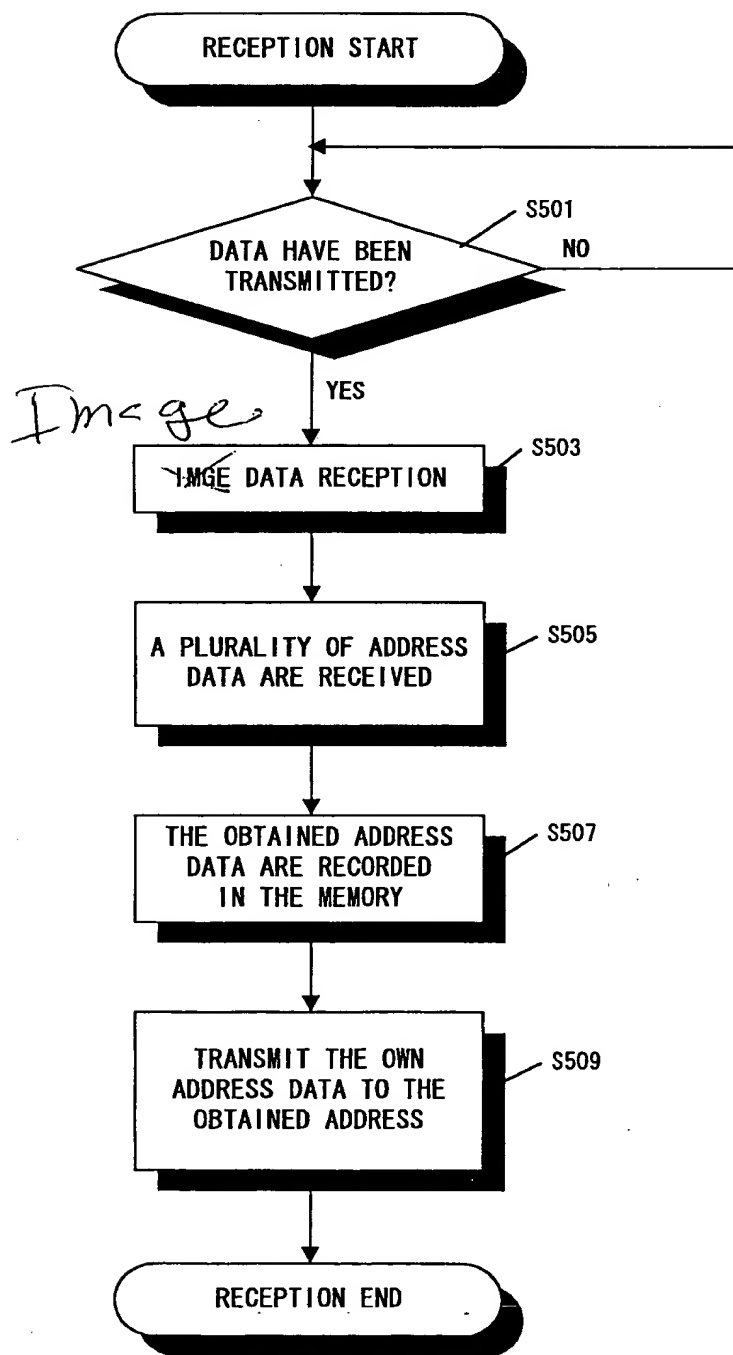 RECEPTION START
S501
DATA HAVE BEEN
TRANSMITTED?
NO
YES
Image
S503
IMGE DATA RECEPTION
S505
A PLURALITY OF ADDRESS
DATA ARE RECEIVED
S507
THE OBTAINED ADDRESS
DATA ARE RECORDED
IN THE MEMORY
S509
TRANSMIT THE OWN
ADDRESS DATA TO THE
OBTAINED ADDRESS
RECEPTION END